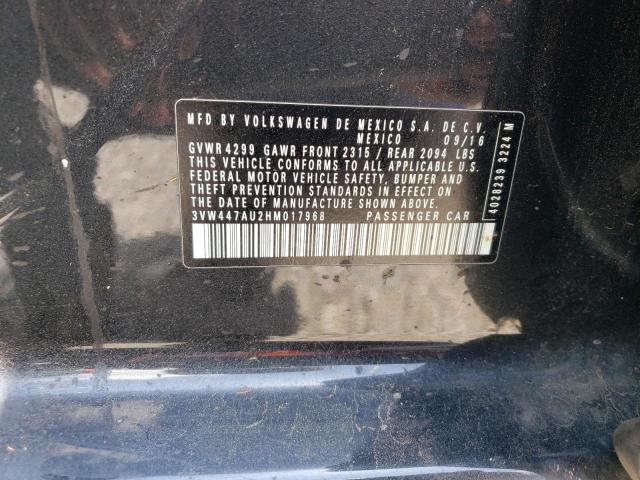 MFD BY VOLKSWAGEN DE MEXICO S.A. DE C.V.
MEXICO 09/16
GVWR 4299 GAWR FRONT 2315 / REAR 2094 LBS
THIS VEHICLE CONFORMS TO ALL APPLICABLE U.S.
FEDERAL MOTOR VEHICLE SAFETY, BUMPER AND
THEFT PREVENTION STANDARDS IN EFFECT ON
THE DATE OF MANUFACTURE SHOWN ABOVE.
3VW447AU2HM017968 PASSENGER CAR
4028239 3224 M